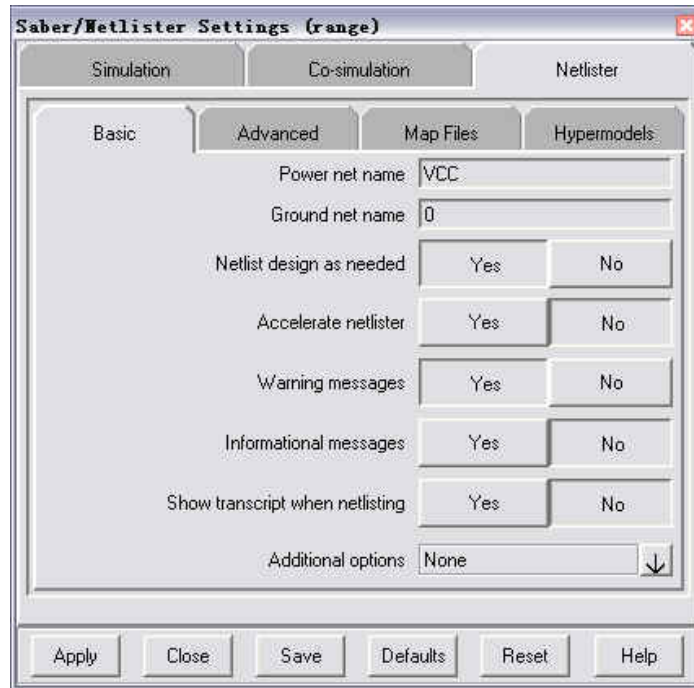 Saber/Netlister Settings (range)
Simulation Co-simulation Netlister
Basic Advanced Map Files Hypermodels
Power net name VCC
Ground net name 0
Netlist design as needed Yes No
Accelerate netlister Yes No
Warning messages Yes No
Informational messages Yes No
Show transcript when netlisting Yes No
Additional options None
Apply Close Save Defaults Reset Help